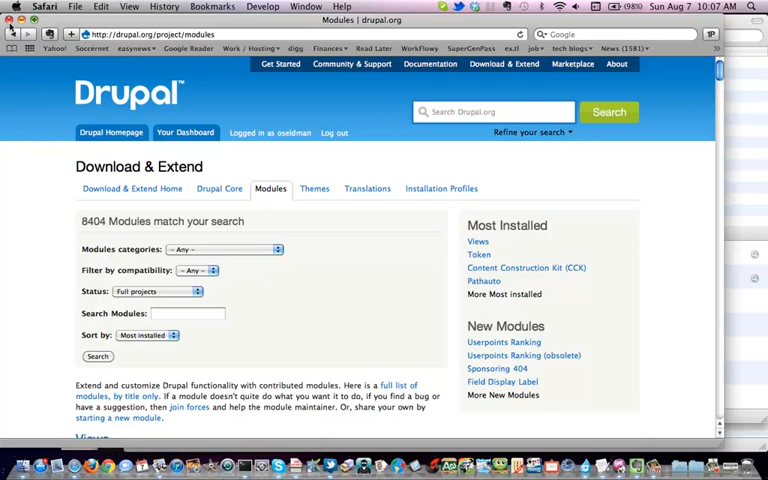 Safari File Edit View History Bookmarks Develop Window Help (98%) Sun Aug 7 10:07 AM
Modules | drupal.org
http://drupal.org/project/modules Google 1P
Yahoo! Soccernet easymotivate Google Reader Work / Hosting digg Finances Read Later WorkFlowy SuperGenPass ex.tl job tech blogs News (1581)
Get Started Community & Support Documentation Download & Extend Marketplace About
Drupal™
Search Drupal.org Search
Drupal Homepage Your Dashboard Logged in as oseldman Log out Refine your search
Download & Extend
Download & Extend Home Drupal Core Modules Themes Translations Installation Profiles
8404 Modules match your search
Modules categories: - Any -
Filter by compatibility: - Any -
Status: Full projects
Search Modules:
Sort by: Most installed
Search
Extend and customize Drupal functionality with contributed modules. Here is a full list of
modules, by title only. If a module doesn't quite do what you want it to do, if you find a bug or
have a suggestion, then join forces and help the module maintainer. Or, share your own by
starting a new module.
Views
Most Installed
Views
Token
Content Construction Kit (CCK)
Pathauto
More Most installed
New Modules
Userpoints Ranking
Userpoints Ranking (obsolete)
Sponsoring 404
Field Display Label
More New Modules